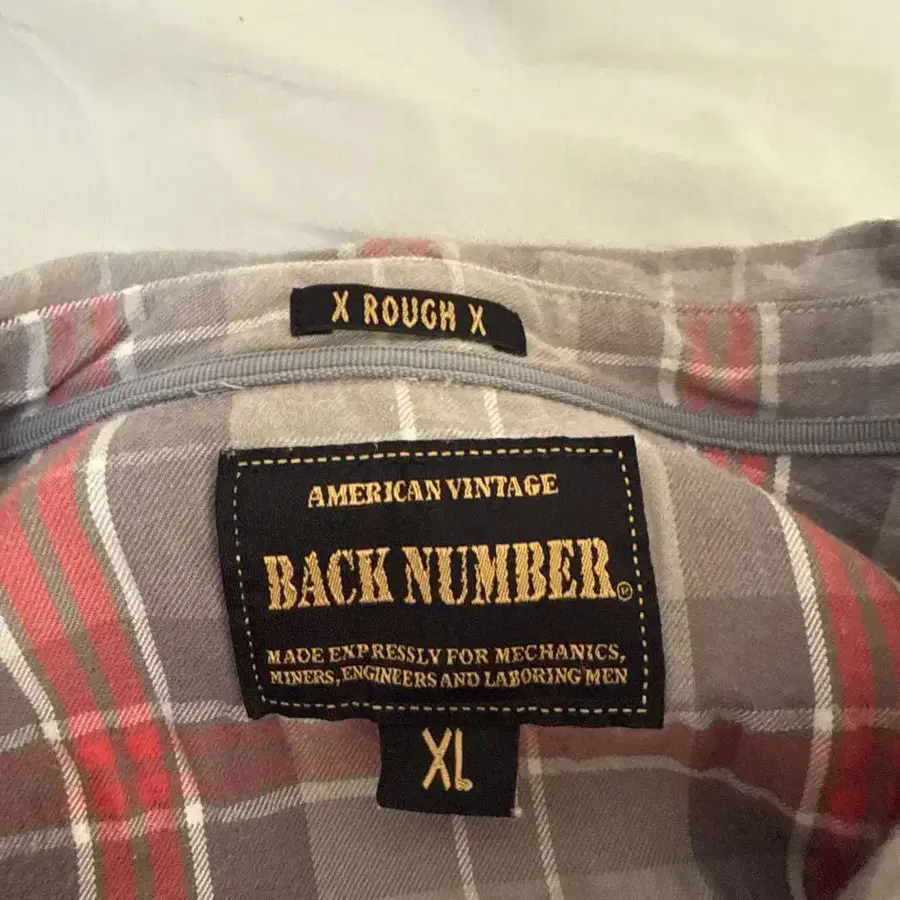 X ROUGH X
AMERICAN VINTAGE
BACK NUMBER®
MADE EXPRESSLY FOR MECHANICS,
MINERS, ENGINEERS AND LABORING MEN
XL